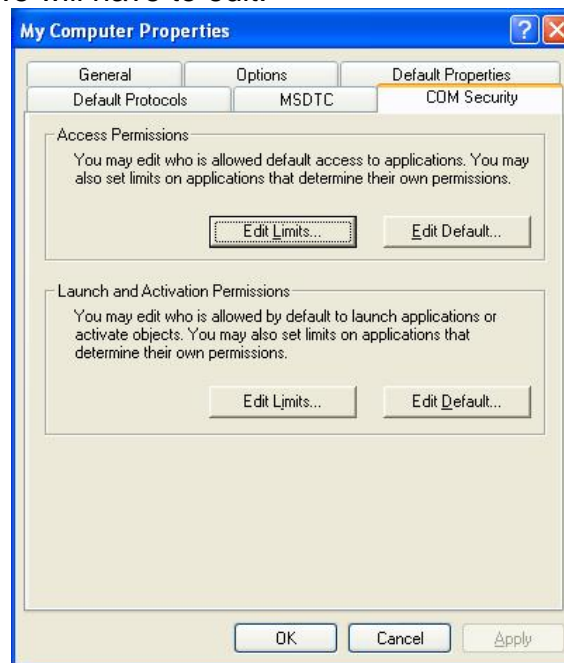 My Computer Properties
General Options Default Properties
Default Protocols MSDTC COM Security
Access Permissions
You may edit who is allowed default access to applications. You may
also set limits on applications that determine their own permissions.
Edit Limits... Edit Default...
Launch and Activation Permissions
You may edit who is allowed by default to launch applications or
activate objects. You may also set limits on applications that
determine their own permissions.
Edit Limits... Edit Default...
OK Cancel Apply